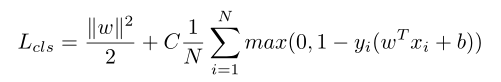 $L_{cls} = \frac{\|w\|^2}{2} + C \frac{1}{N} \sum_{i=1}^{N} max(0, 1 - y_i(w^T x_i + b))$